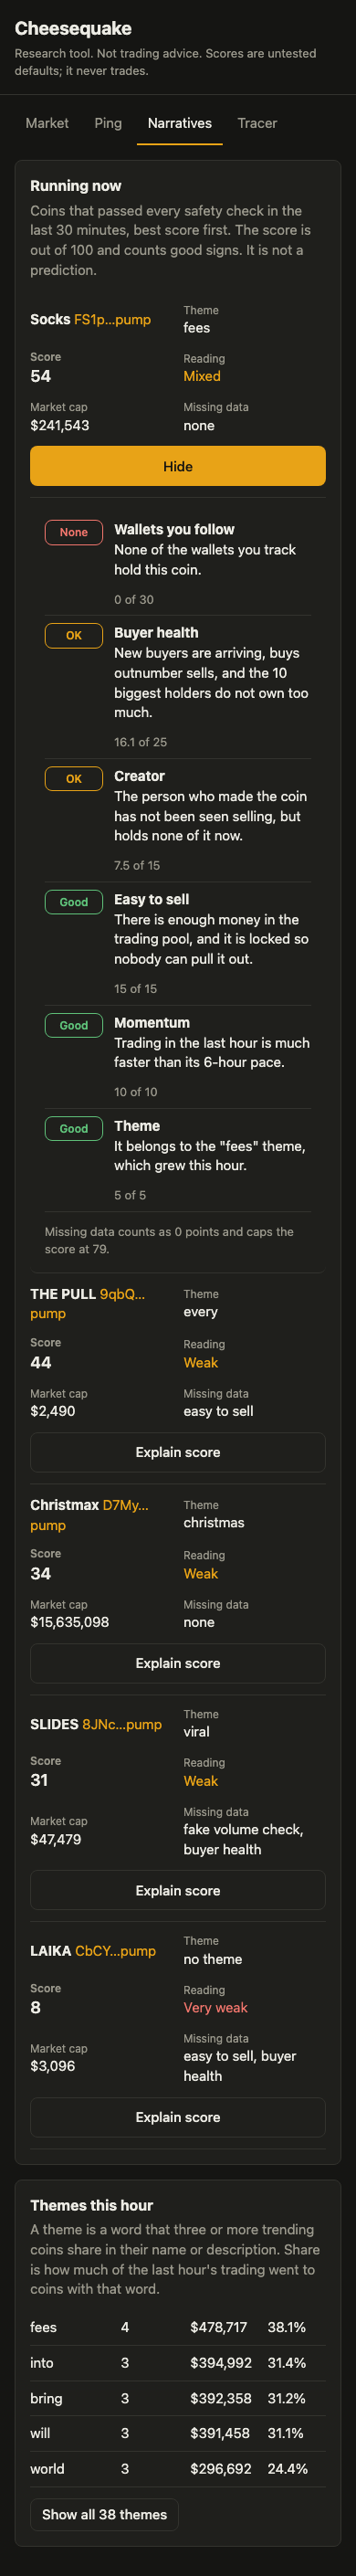 Cheesequake
Research tool. Not trading advice. Scores are untested
defaults; it never trades.
Market Ping Narratives Tracer
Running now
Coins that passed every safety check in the
last 30 minutes, best score first. The score is
out of 100 and counts good signs. It is not a
prediction.
Socks FS1p...pump
Theme
fees
Score
54
Reading
Mixed
Market cap
$241,543
Missing data
none
Hide
None
Wallets you follow
None of the wallets you track
hold this coin.
0 of 30
OK
Buyer health
New buyers are arriving, buys
outnumber sells, and the 10
biggest holders do not own too
much.
16.1 of 25
OK
Creator
The person who made the coin
has not been seen selling, but
holds none of it now.
7.5 of 15
Good
Easy to sell
There is enough money in the
trading pool, and it is locked so
nobody can pull it out.
15 of 15
Good
Momentum
Trading in the last hour is much
faster than its 6-hour pace.
10 of 10
Good
Theme
It belongs to the "fees" theme,
which grew this hour.
5 of 5
Missing data counts as 0 points and caps the
score at 79.
THE PULL 9qbQ...
pump
Theme
every
Score
44
Reading
Weak
Market cap
$2,490
Missing data
easy to sell
Explain score
Christmax D7My...
pump
Theme
christmas
Score
34
Reading
Weak
Market cap
$15,635,098
Missing data
none
Explain score
SLIDES 8JNc...pump
Theme
viral
Score
31
Reading
Weak
Market cap
$47,479
Missing data
fake volume check,
buyer health
Explain score
LAIKA CbCY...pump
Theme
no theme
Score
8
Reading
Very weak
Market cap
$3,096
Missing data
easy to sell, buyer
health
Explain score
Themes this hour
A theme is a word that three or more trending
coins share in their name or description. Share
is how much of the last hour's trading went to
coins with that word.
fees 4 $478,717 38.1%
into 3 $394,992 31.4%
bring 3 $392,358 31.2%
will 3 $391,458 31.1%
world 3 $296,692 24.4%
Show all 38 themes